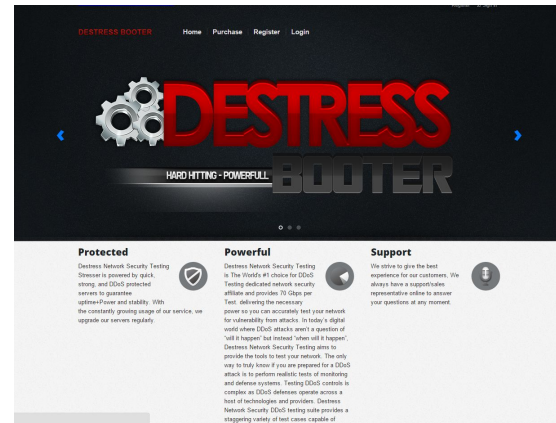 Register
Sign In
DESTRESS BOOTER
Home Purchase Register Login
DESTRESS
HARD HITTING - POWERFULL
BOOTER
Protected
Destress Network Security Testing
Stresser is powered by quick,
strong, and DDoS protected
servers to guarantee
uptime+Power and stability. With
the constantly growing usage of our service, we
upgrade our servers regularly.
Powerful
Destress Network Security Testing
is The World's #1 choice for DDoS
Testing dedicated network security
affiliate and provides 70 Gbps per
Test, delivering the necessary
power so you can accurately test your network
for vulnerability from attacks. In today's digital
world where DDoS attacks aren't a question of
"will it happen" but instead "when will it happen".
Destress Network Security Testing aims to
provide the tools to test your network. The only
way to truly know if you are prepared for a DDoS
attack is to perform realistic tests of monitoring
and defense systems. Testing DDoS controls is
complex as DDoS defenses operate across a
host of technologies and providers. Destress
Network Security DDoS testing suite provides a
staggering variety of test cases capable of
Support
We strive to give the best
experience for our customers. We
always have a support/sales
representative online to answer
your questions at any moment.